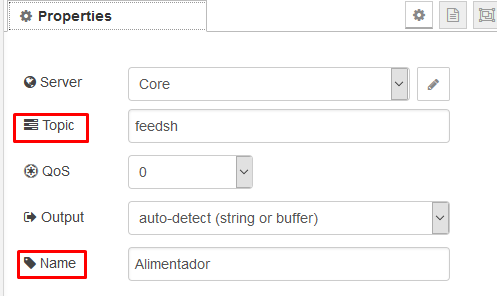 Properties
Server Core
Topic feedsh
QoS 0
Output auto-detect (string or buffer)
Name Alimentador